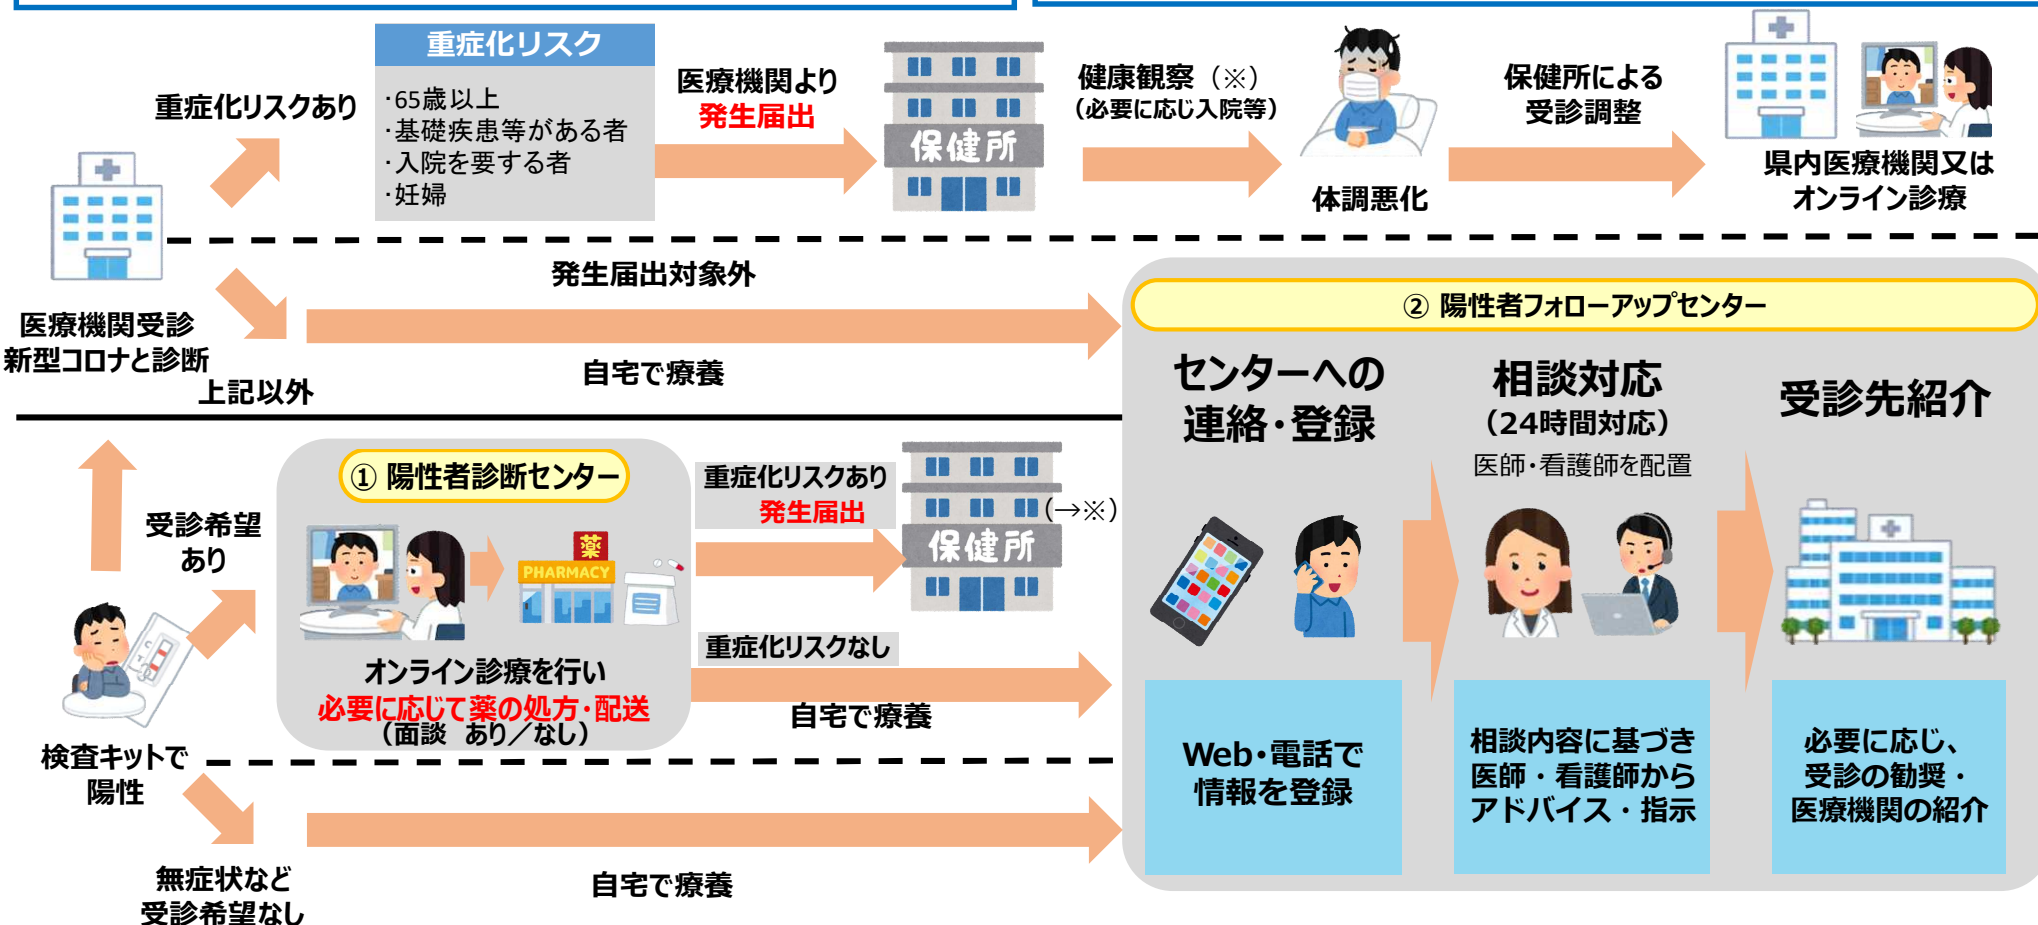 重症化リスク
・65歳以上
・基礎疾患等がある者
・入院を要する者
・妊婦
重症化リスクあり
医療機関より
発生届出
保健所
健康観察（※）
（必要に応じ入院等）
体調悪化
保健所による
受診調整
県内医療機関又は
オンライン診療
医療機関受診
新型コロナと診断
上記以外
発生届出対象外
自宅で療養
① 陽性者診断センター
薬
PHARMACY
オンライン診療を行い
必要に応じて薬の処方・配送
（面談 あり／なし）
受診希望
あり
検査キットで
陽性
重症化リスクあり
発生届出
保健所
（→※）
重症化リスクなし
自宅で療養
無症状など
受診希望なし
自宅で療養
② 陽性者フォローアップセンター
センターへの
連絡・登録
Web・電話で
情報を登録
相談対応
（24時間対応）
医師・看護師を配置
相談内容に基づき
医師・看護師から
アドバイス・指示
受診先紹介
必要に応じ、
受診の勧奨・
医療機関の紹介